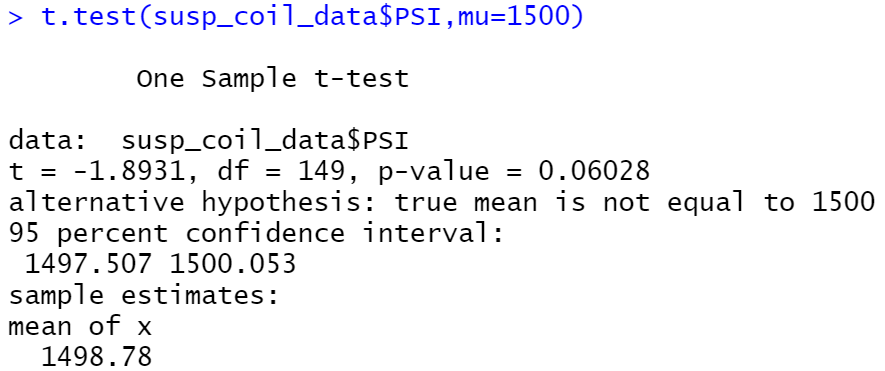 > t.test(susp_coil_data$PSI,mu=1500)
One Sample t-test
data:  susp_coil_data$PSI
t = -1.8931, df = 149, p-value = 0.06028
alternative hypothesis: true mean is not equal to 1500
95 percent confidence interval:
1497.507 1500.053
sample estimates:
mean of x
1498.78